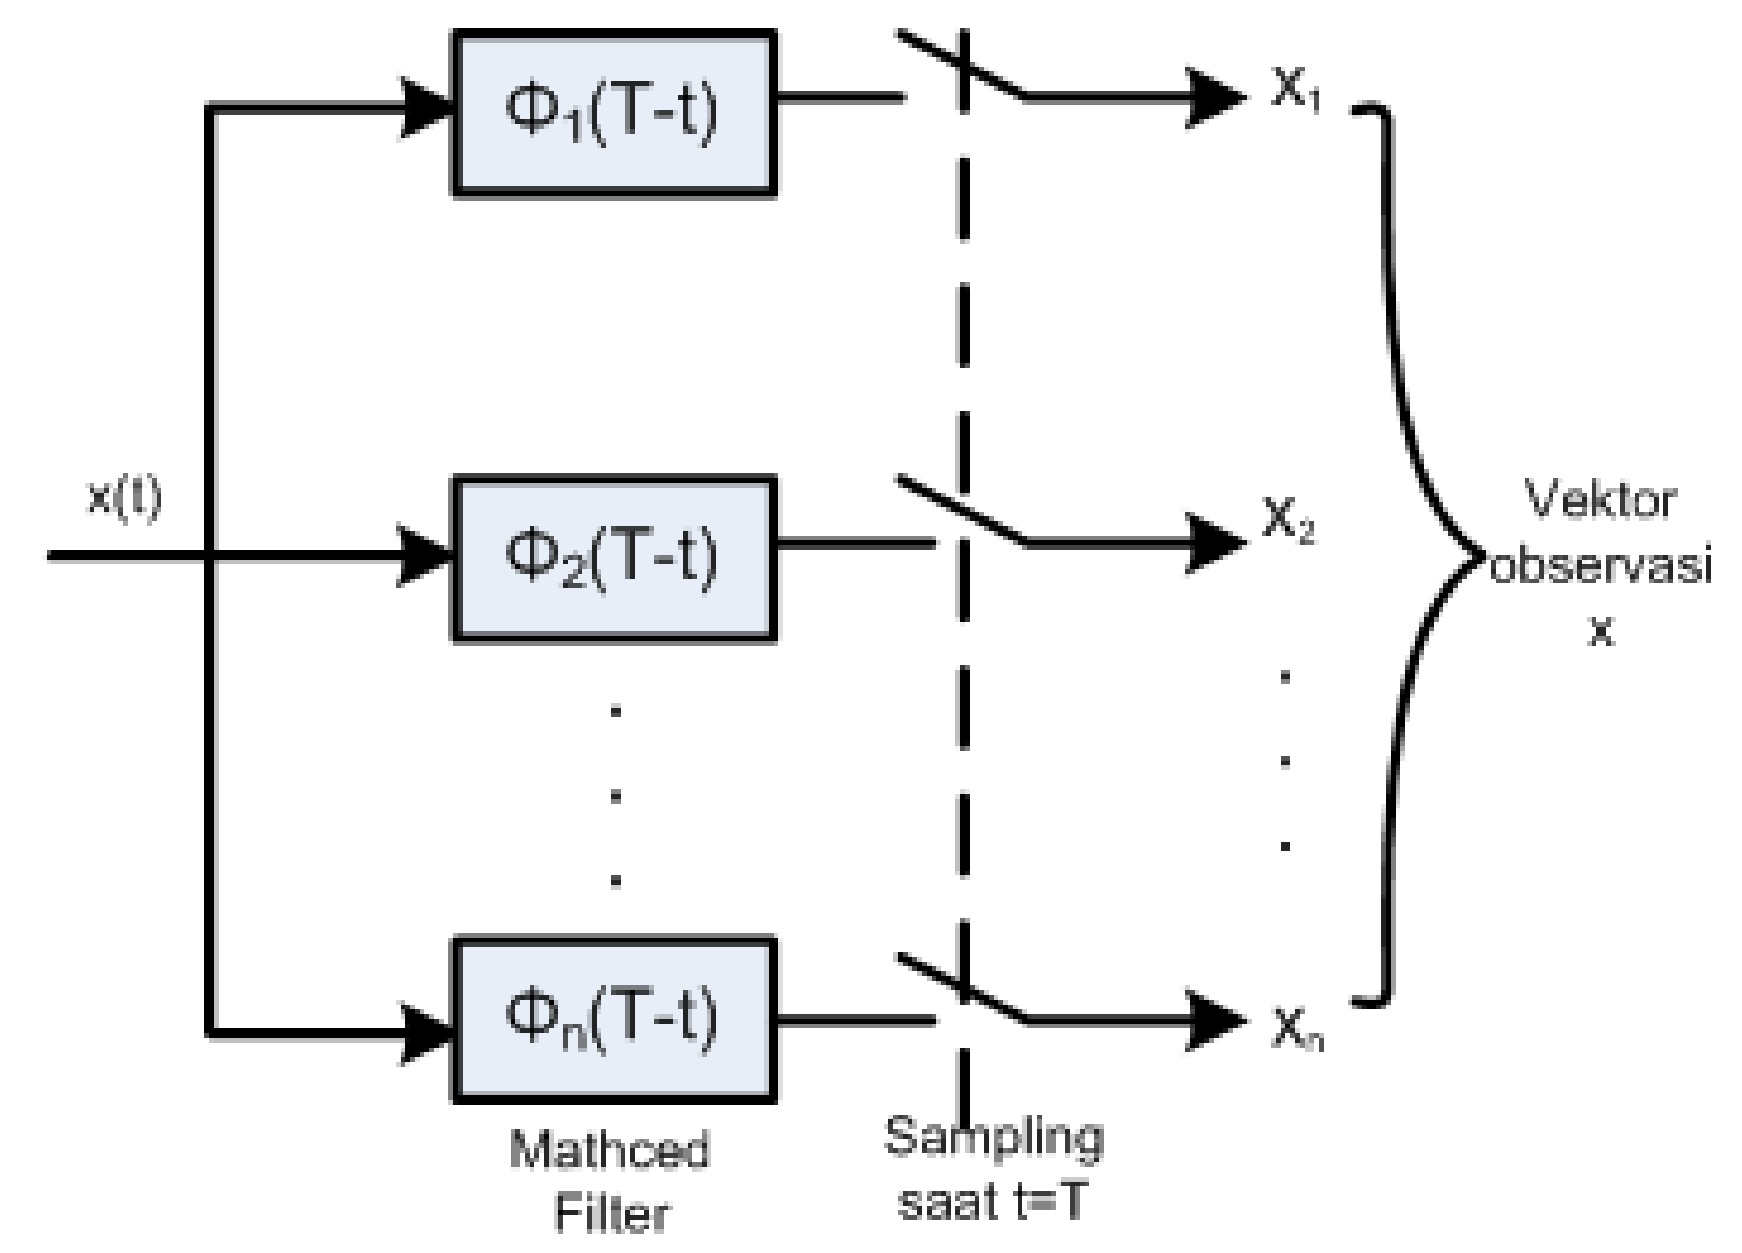 Φ₁(T-t)
X₁
x(t)
Φ₂(T-t)
X₂
Vektor
observasi
x
.
.
.
.
.
.
Φₙ(T-t)
Xₙ
Mathced
Filter
Sampling
saat t=T